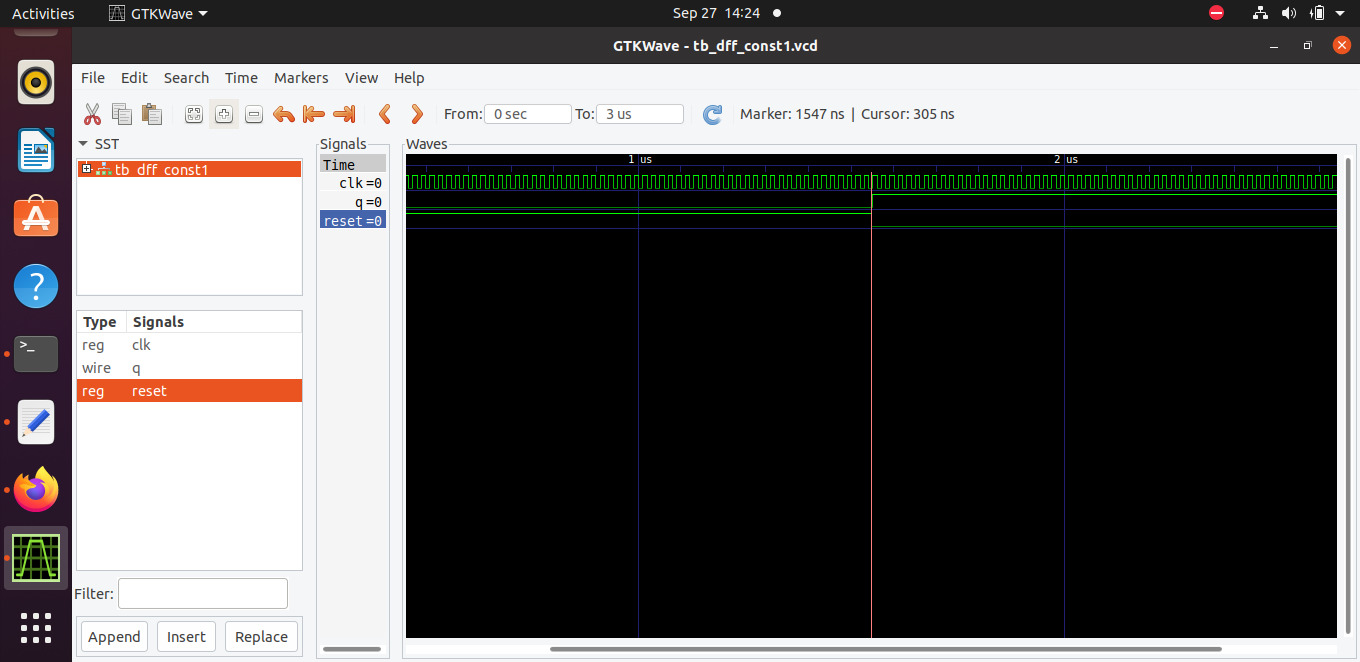 Activities GTKWave Sep 27 14:24
GTKWave - tb_dff_const1.vcd
File Edit Search Time Markers View Help
From: 0 sec To: 3 us Marker: 1547 ns | Cursor: 305 ns
SST
tb_dff_const1
Type Signals
reg clk
wire q
reg reset
Filter:
Append Insert Replace
Signals
Time
clk=0
q=0
reset=0
Waves
1 us 2 us